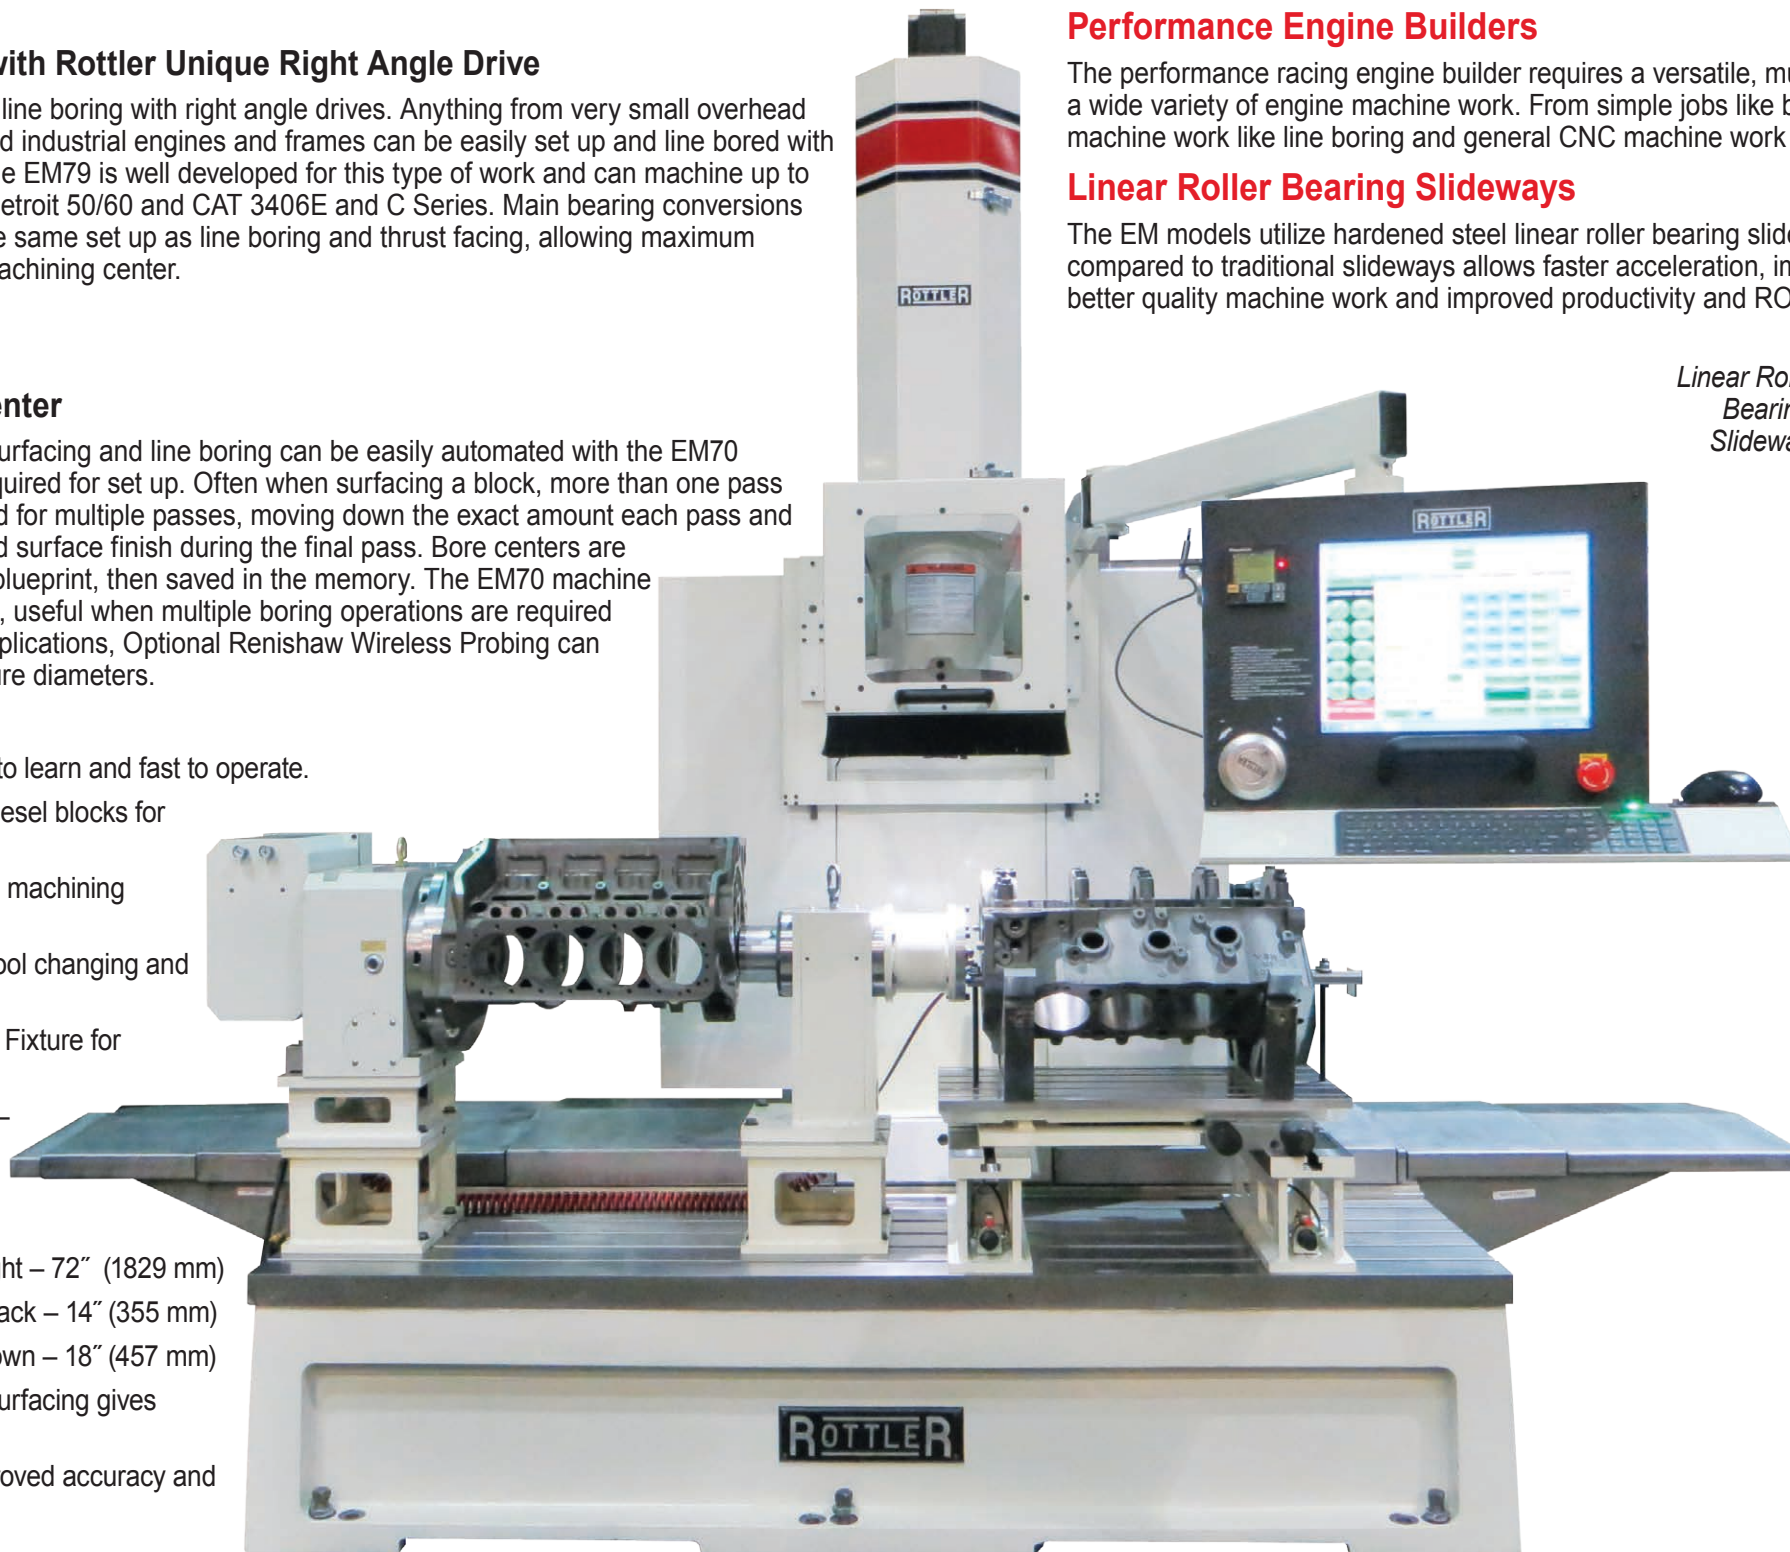 with Rottler Unique Right Angle Drive
line boring with right angle drives. Anything from very small overhead
d industrial engines and frames can be easily set up and line bored with
e EM79 is well developed for this type of work and can machine up to
etroit 50/60 and CAT 3406E and C Series. Main bearing conversions
e same set up as line boring and thrust facing, allowing maximum
achining center.
enter
urfacing and line boring can be easily automated with the EM70
quired for set up. Often when surfacing a block, more than one pass
d for multiple passes, moving down the exact amount each pass and
d surface finish during the final pass. Bore centers are
blueprint, then saved in the memory. The EM70 machine
, useful when multiple boring operations are required
plications, Optional Renishaw Wireless Probing can
ure diameters.
to learn and fast to operate.
esel blocks for
machining
ool changing and
Fixture for
–
ht – 72″ (1829 mm)
ack – 14″ (355 mm)
own – 18″ (457 mm)
urfacing gives
roved accuracy and
Performance Engine Builders
The performance racing engine builder requires a versatile, mu
a wide variety of engine machine work. From simple jobs like b
machine work like line boring and general CNC machine work
Linear Roller Bearing Slideways
The EM models utilize hardened steel linear roller bearing slide
compared to traditional slideways allows faster acceleration, in
better quality machine work and improved productivity and RO
Linear Rol
Bearin
Slidewa
ROTTLER
ROTTLER
ROTTLER